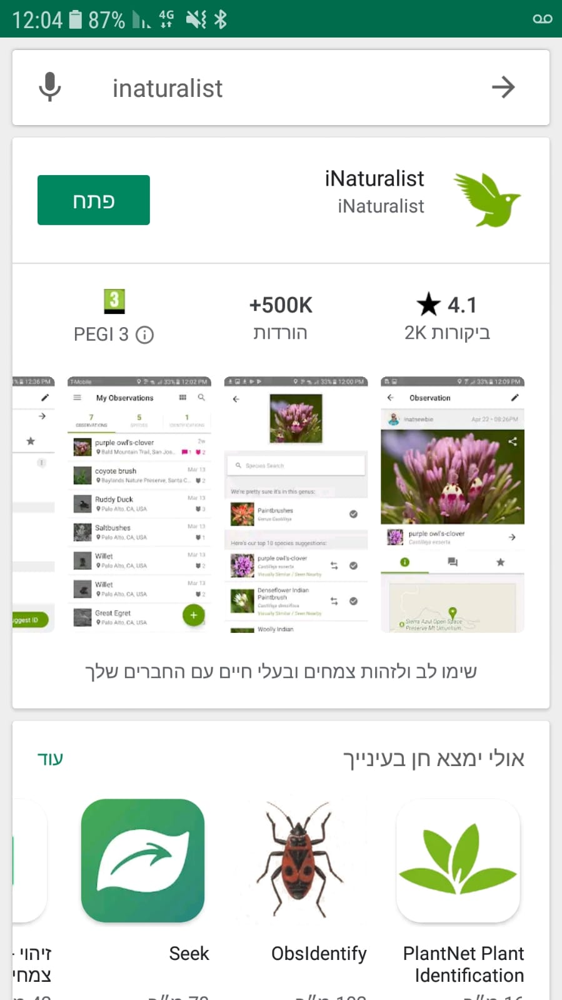 12:04 87% 4G
inaturalist
iNaturalist
iNaturalist
פתח
4.1 ★
2K ביקורות
+500K
הורדות
3
PEGI 3
12:36 PM
ggest ID
T-Mobile 33% 12:02 PM
My Observations
7 5 1
OBSERVATIONS SPECIES IDENTIFICATIONS
purple owl's-clover 2w
Bald Mountain Trail, San Jos... 1 2
coyote brush Mar 13
Baylands Nature Preserve, Santa C... 2
Ruddy Duck Mar 13
Palo Alto, CA, USA 3
Saltbushes Mar 13
Palo Alto, CA, USA 1
Willet Mar 13
Palo Alto, CA, USA 2
Willet Mar 13
Palo Alto, CA, USA 2
Great Egret
Palo Alto, CA, USA
33% 12:00 PM
Species Search
We're pretty sure it's in this genus:
Paintbrushes
Genus Castilleja
Here's our top 10 species suggestions:
purple owl's-clover
Castilleja exserta
Visually Similar / Seen Nearby
Denseflower Indian
Paintbrush
Castilleja densiflora
Visually Similar / Seen Nearby
Woolly Indian
33% 12:09 PM
Observation
inatnewbie Apr 22 - 08:26PM
purple owl's-clover
Castilleja exserta
Sierra Azul Open Space
Preserve Mt Umunhum
שימו לב ולזהות צמחים ובעלי חיים עם החברים שלך
אולי ימצא חן בעינייך
עוד
PlantNet Plant
Identification
ObsIdentify
Seek
זיהוי -
צמחי